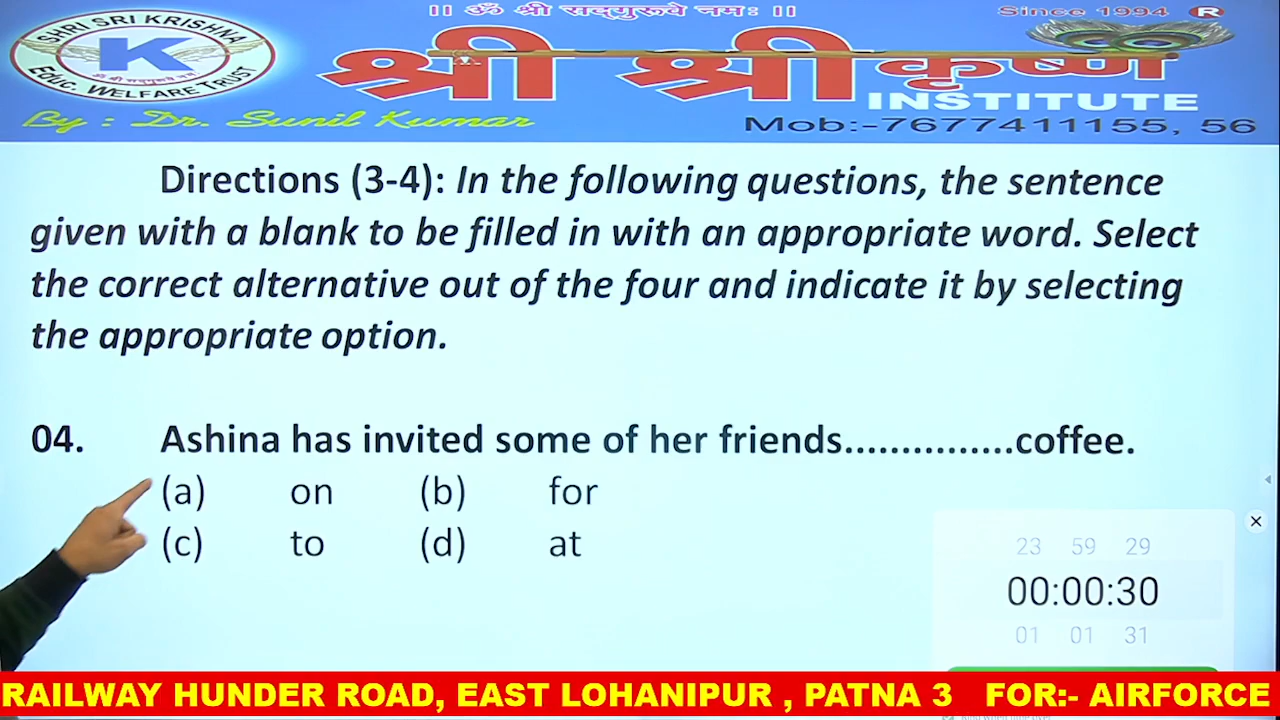 || ॐ श्री सद्गुरूवे नमः ||
Since 1994 R
SHRI SRI KRISHNA
K
ॐ श्री सद्गुरूवे नमः
EDUC. WELFARE TRUST
श्री श्री कृष्ण
INSTITUTE
By : Dr. Sunil Kumar
Mob:-7677411155, 56
Directions (3-4): In the following questions, the sentence
given with a blank to be filled in with an appropriate word. Select
the correct alternative out of the four and indicate it by selecting
the appropriate option.
04. Ashina has invited some of her friends...............coffee.
(a) on (b) for
(c) to (d) at
23 59 29
00:00:30
01 01 31
RAILWAY HUNDER ROAD, EAST LOHANIPUR , PATNA 3 FOR:- AIRFORCE